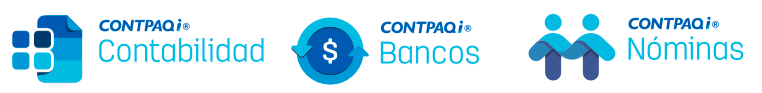 CONTPAQi®
Contabilidad
$
CONTPAQi®
Bancos
CONTPAQi®
Nóminas